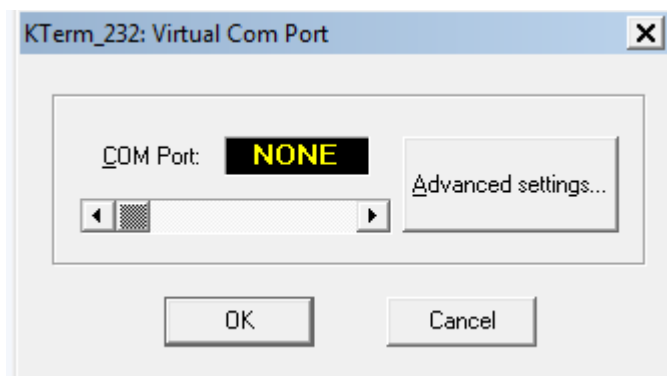 KTerm_232: Virtual Com Port
COM Port: NONE
Advanced settings...
OK
Cancel